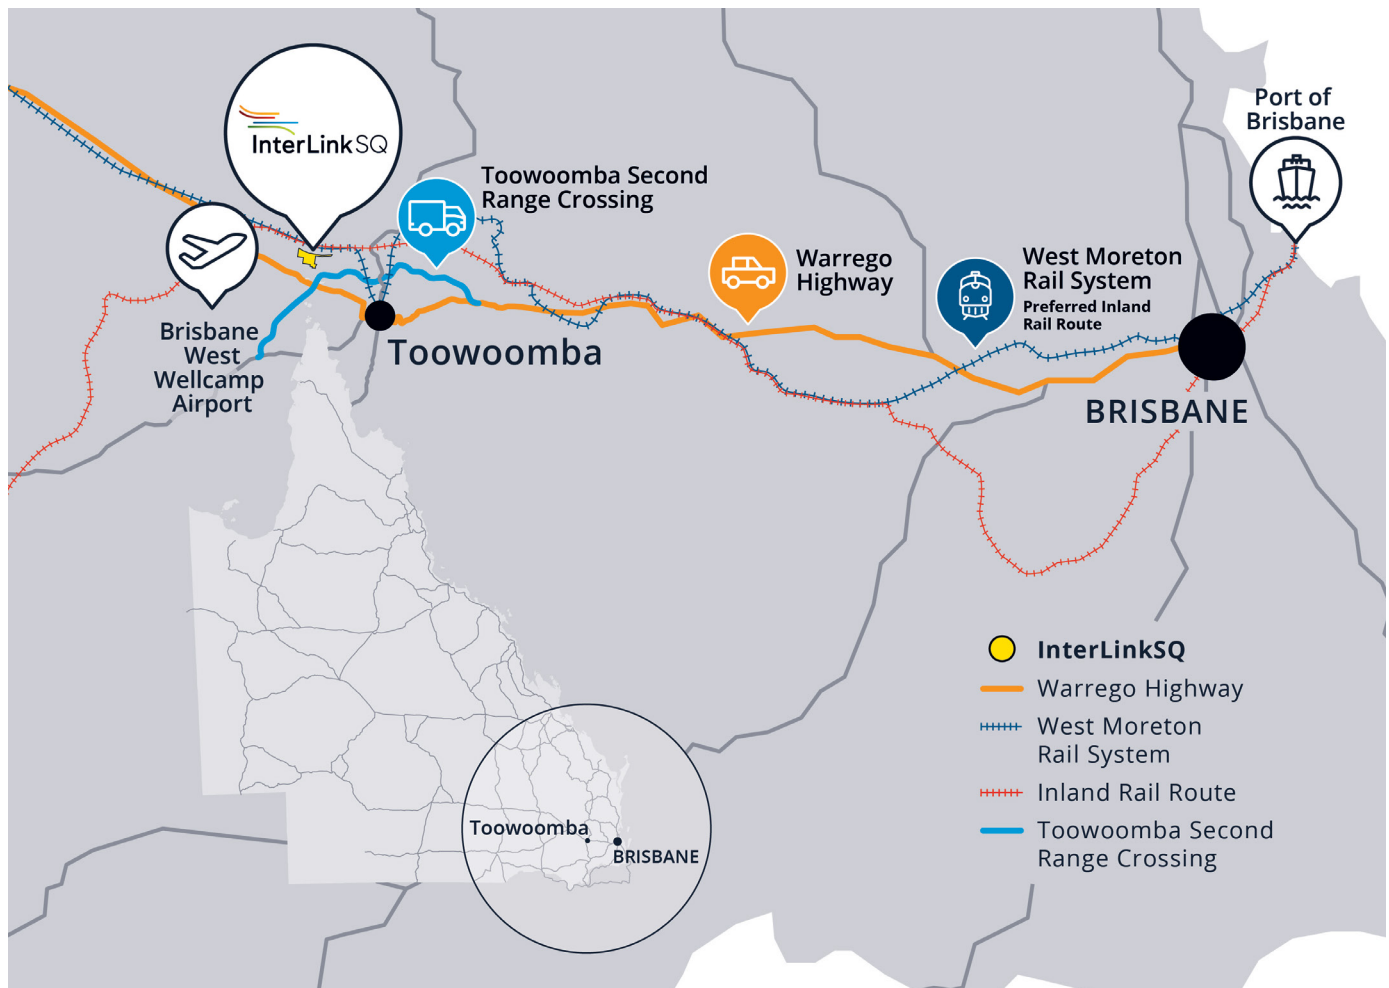 Port of
Brisbane
InterLinkSQ
Toowoomba Second
Range Crossing
Warrego
Highway
West Moreton
Rail System
Preferred Inland
Rail Route
Brisbane
West
Wellcamp
Airport
Toowoomba
BRISBANE
InterLinkSQ
Warrego Highway
West Moreton
Rail System
Inland Rail Route
Toowoomba Second
Range Crossing
Toowoomba
BRISBANE